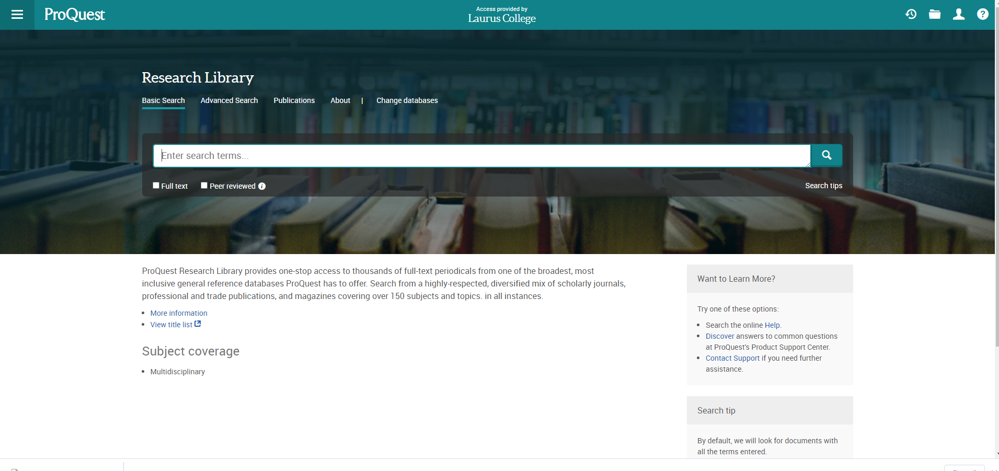 ProQuest
Access provided by
Laurus College
Research Library
Basic Search Advanced Search Publications About | Change databases
Enter search terms...
Full text Peer reviewed
Search tips
ProQuest Research Library provides one-stop access to thousands of full-text periodicals from one of the broadest, most
inclusive general reference databases ProQuest has to offer. Search from a highly-respected, diversified mix of scholarly journals,
professional and trade publications, and magazines covering over 150 subjects and topics. in all instances.
• More information
• View title list
Subject coverage
• Multidisciplinary
Want to Learn More?
Try one of these options:
• Search the online Help.
• Discover answers to common questions
at ProQuest's Product Support Center.
• Contact Support if you need further
assistance.
Search tip
By default, we will look for documents with
all the terms entered.